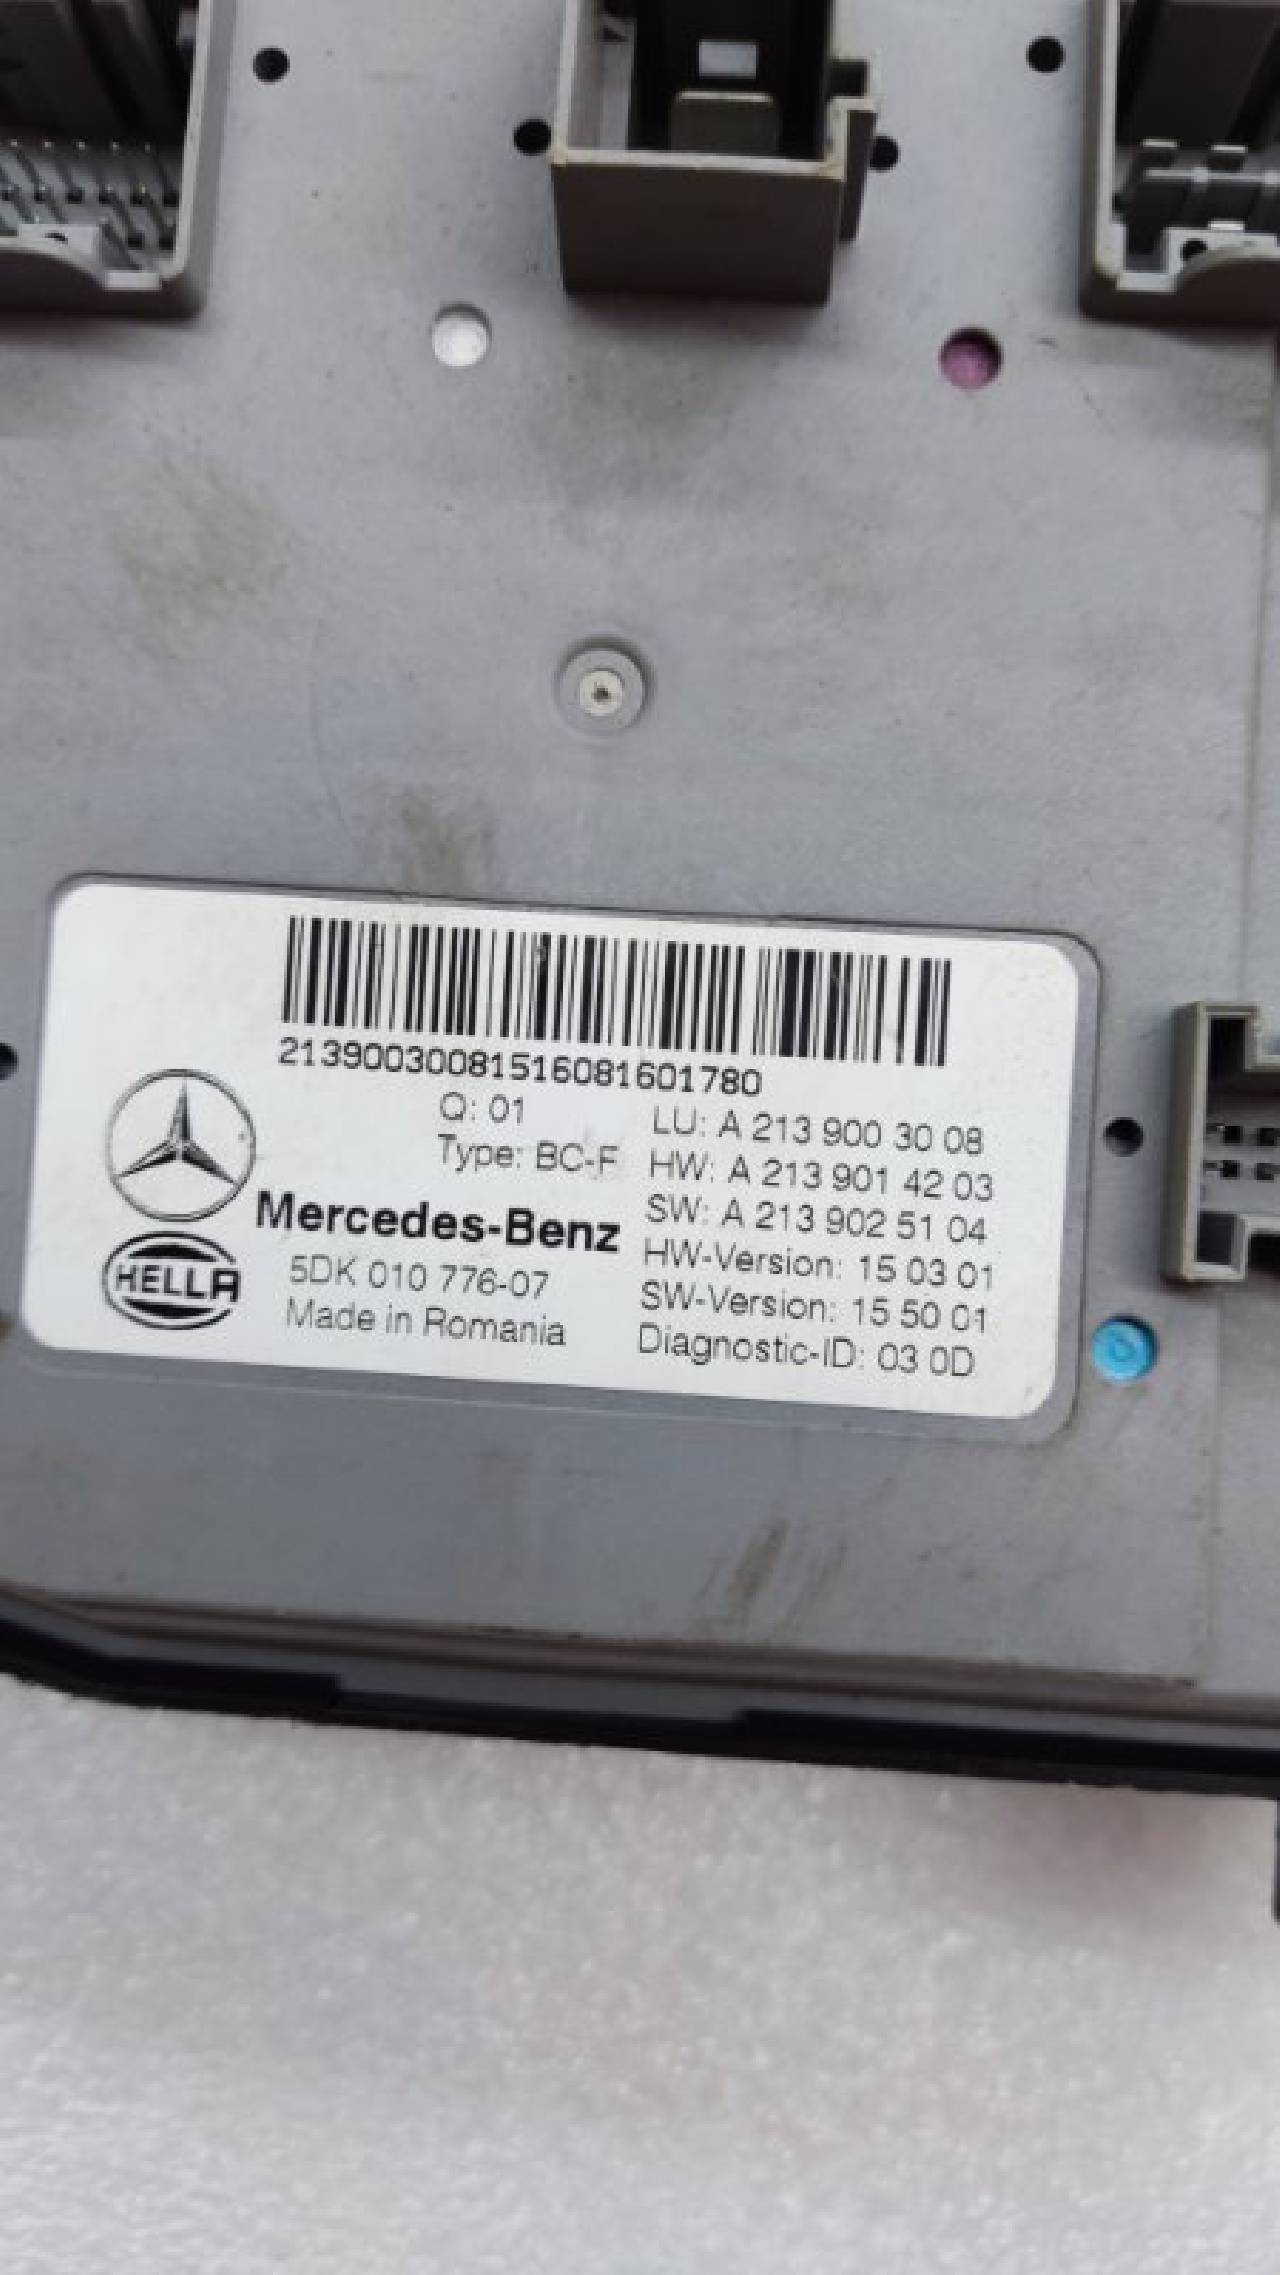 21390030081516081601780
Q: 01
Type: BC-F
LU: A 213 900 30 08
HW: A 213 901 42 03
SW: A 213 902 51 04
HW-Version: 15 03 01
SW-Version: 15 50 01
Diagnostic-ID: 03 0D
Mercedes-Benz
HELLA
5DK 010 776-07
Made in Romania